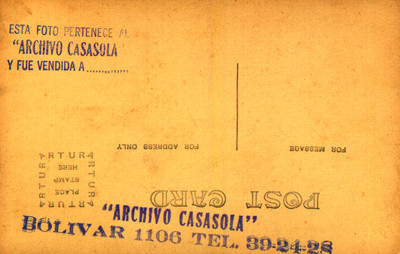 ESTA FOTO PERTENECE AL
"ARCHIVO CASASOLA"
Y FUE VENDIDA A ..............
FOR ADDRESS ONLY
FOR MESSAGE
ARTURA
ARTURA
PLACE
STAMP
HERE
ARTURA
POST CARD
"ARCHIVO CASASOLA"
BOLIVAR 1106 TEL. 39-24-28